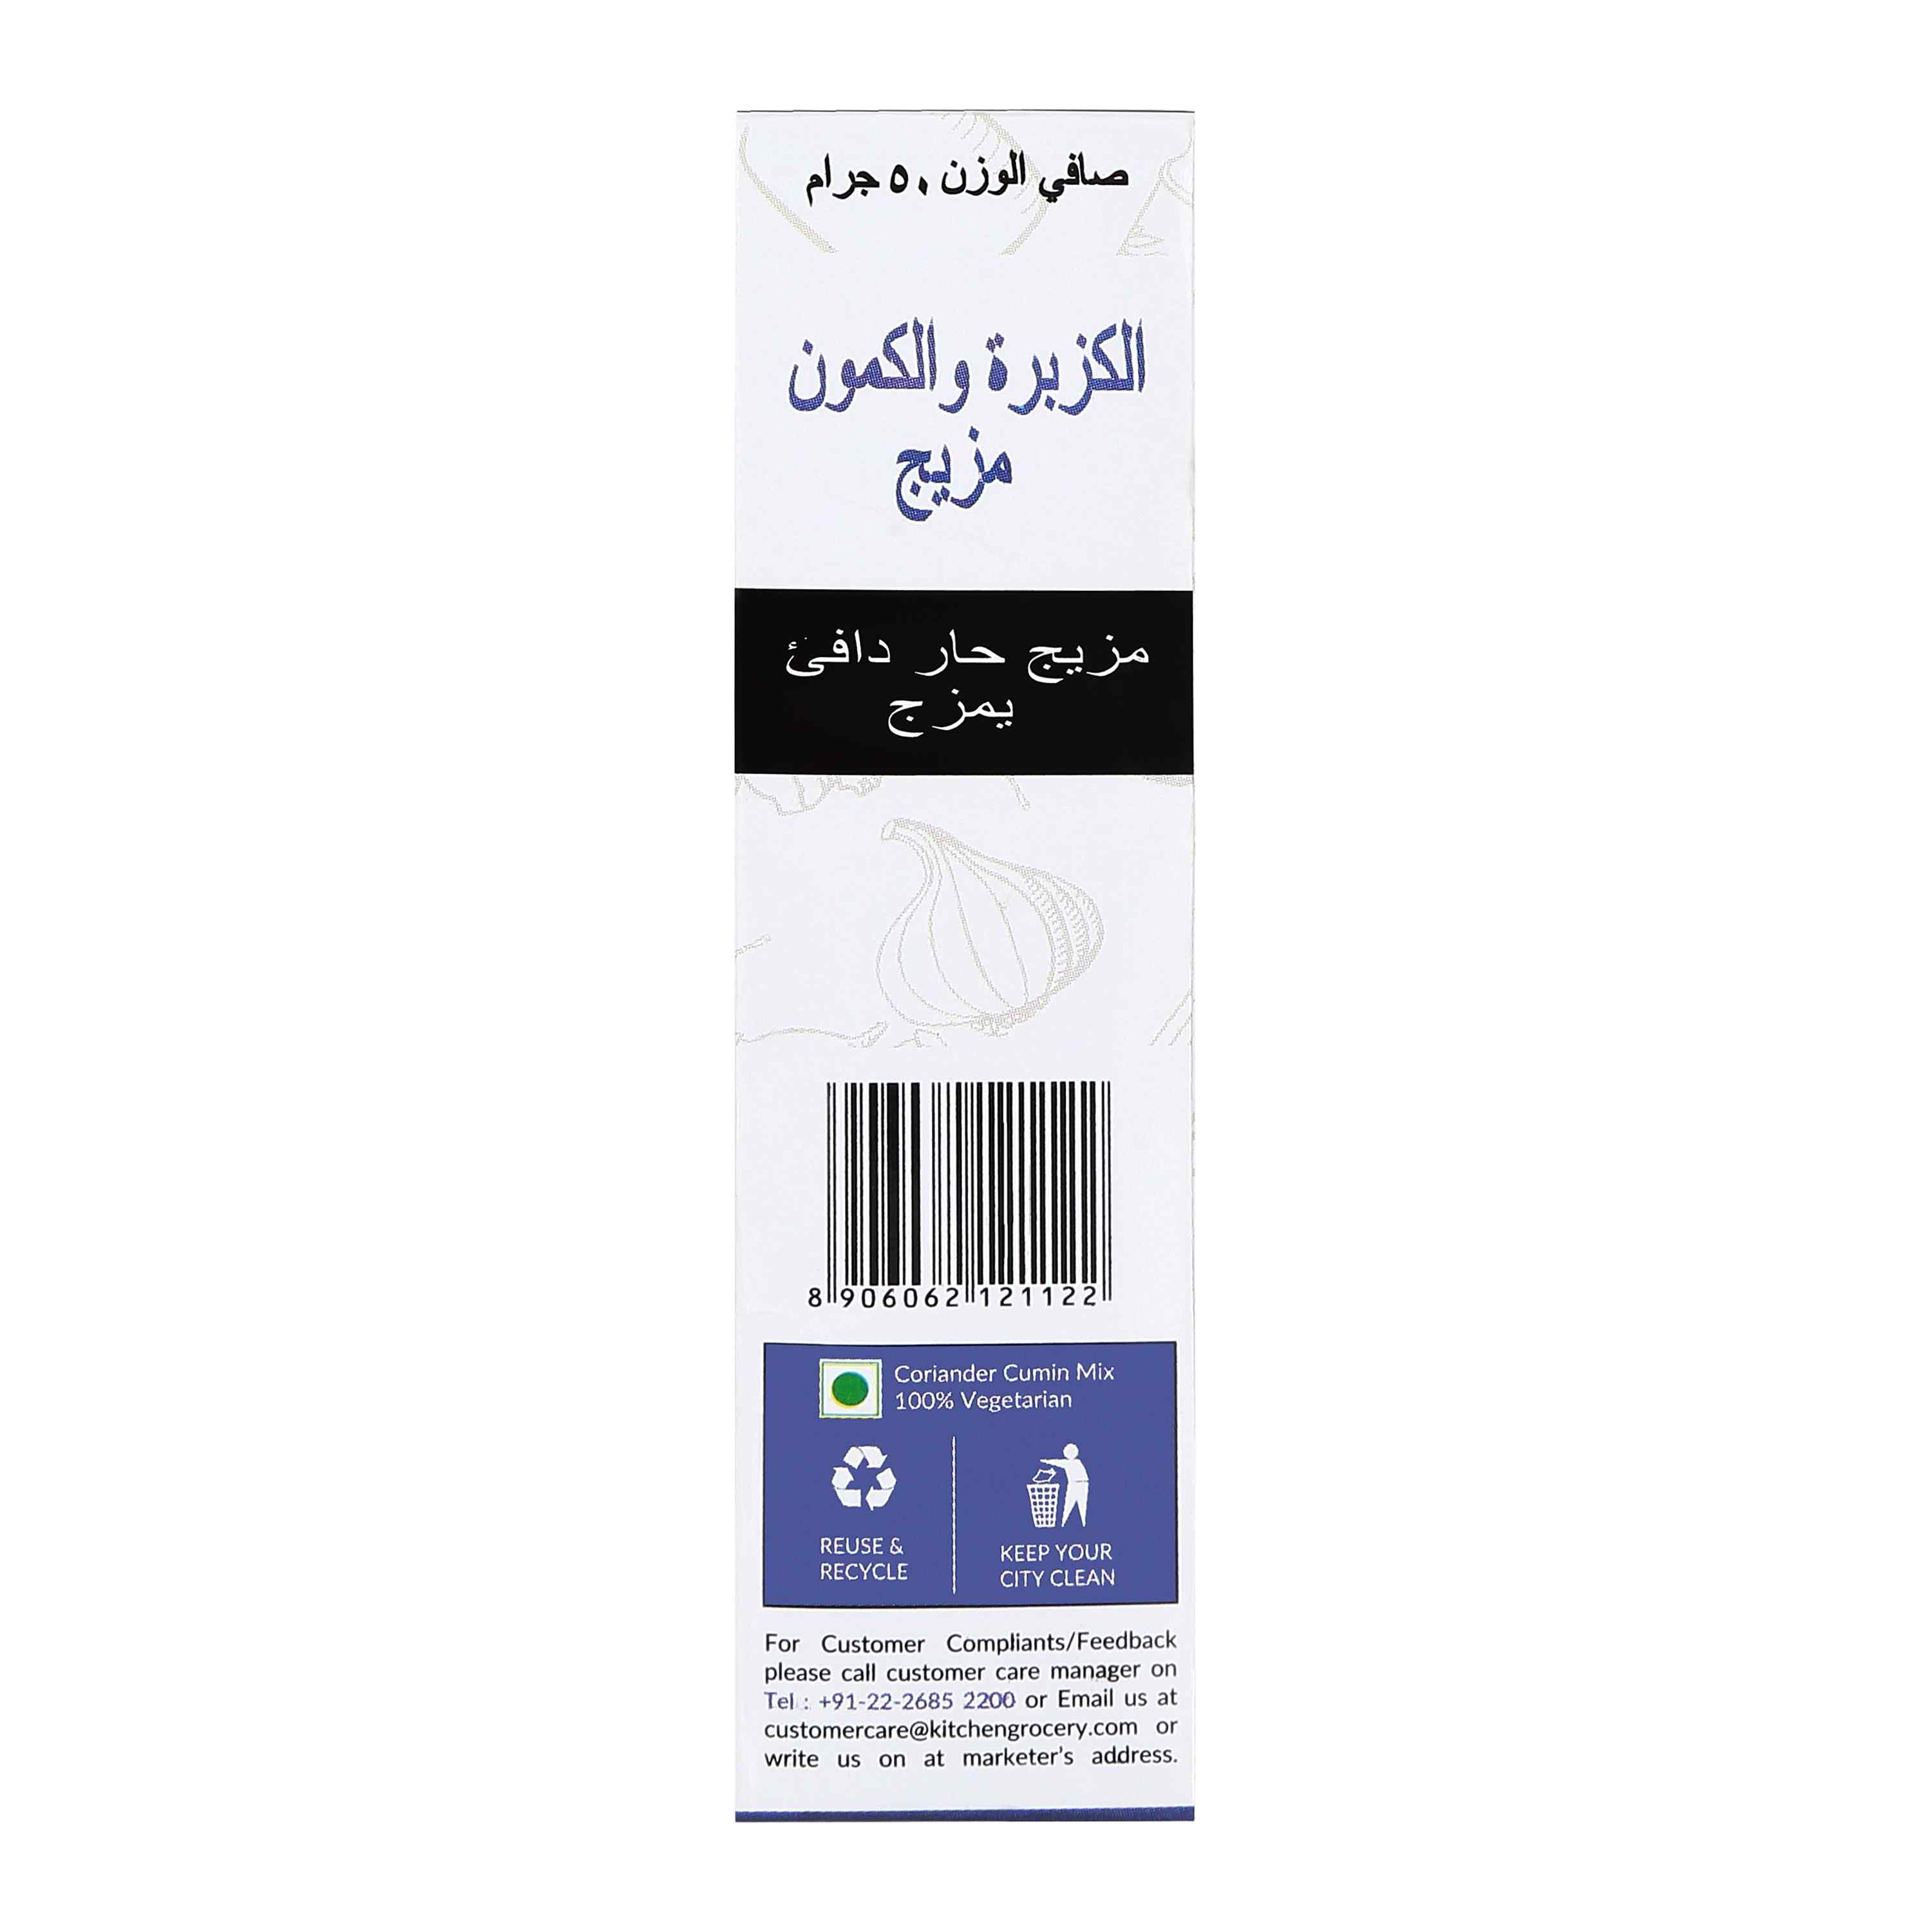 صافي الوزن ٥٠ جرام
الكزبرة والكمون
مزيج
مزيج حار دافئ
يمزج
8 906062 121122
Coriander Cumin Mix
100% Vegetarian
REUSE &
RECYCLE
KEEP YOUR
CITY CLEAN
For Customer Compliants/Feedback
please call customer care manager on
Tel : +91-22-2685 2200 or Email us at
customercare@kitchengrocery.com or
write us on at marketer's address.